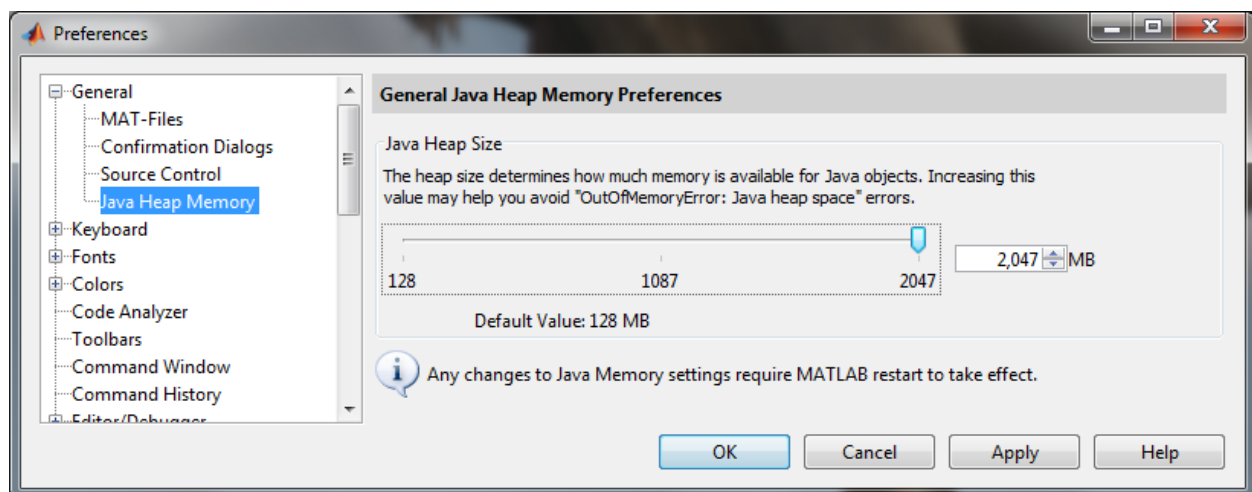 Preferences
General
MAT-Files
Confirmation Dialogs
Source Control
Java Heap Memory
Keyboard
Fonts
Colors
Code Analyzer
Toolbars
Command Window
Command History
Editor/Debugger
General Java Heap Memory Preferences
Java Heap Size
The heap size determines how much memory is available for Java objects. Increasing this
value may help you avoid "OutOfMemoryError: Java heap space" errors.
128 1087 2047
2,047 MB
Default Value: 128 MB
Any changes to Java Memory settings require MATLAB restart to take effect.
OK Cancel Apply Help